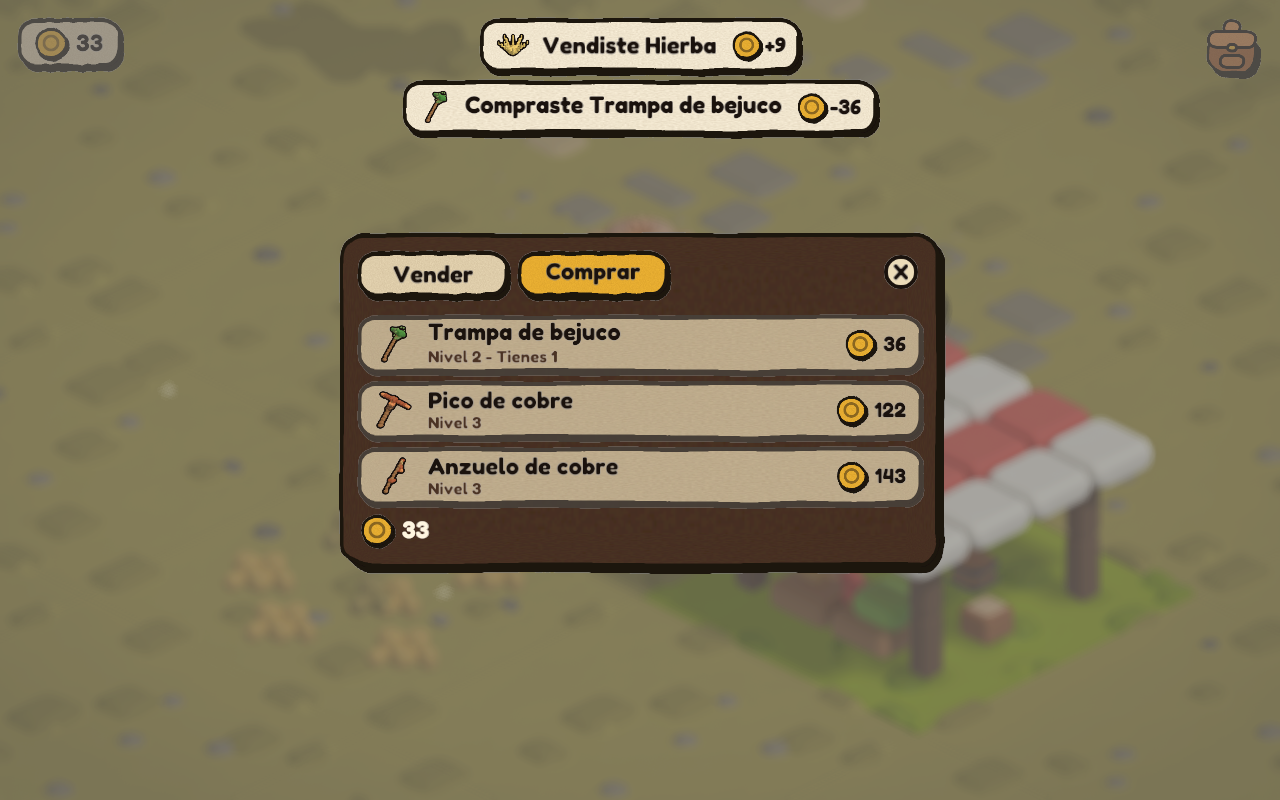 33
Vendiste Hierba +9
Compraste Trampa de bejuco -36
Vender Comprar
Trampa de bejuco
Nivel 2 - Tienes 1
36
Pico de cobre
Nivel 3
122
Anzuelo de cobre
Nivel 3
143
33